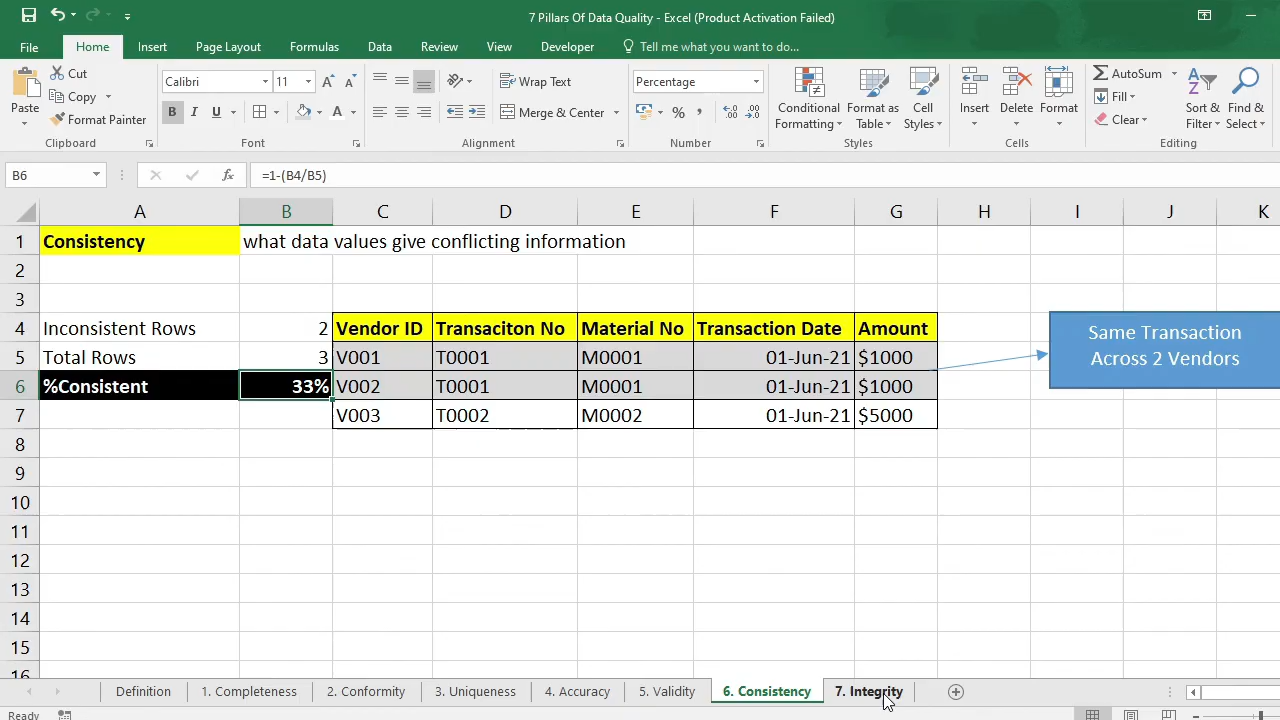 7 Pillars Of Data Quality - Excel (Product Activation Failed)
File Home Insert Page Layout Formulas Data Review View Developer Tell me what you want to do...
Paste
Cut
Copy
Format Painter
Clipboard
Calibri 11
B I U
Font
Wrap Text
Merge & Center
Alignment
Percentage
%
Number
Conditional Formatting
Format as Table
Cell Styles
Styles
Insert Delete Format
Cells
AutoSum
Fill
Clear
Sort & Filter
Find & Select
Editing
B6 fx =1-(B4/B5)
A B C D E F G H I J K
1 Consistency what data values give conflicting information
2
3
4 Inconsistent Rows 2 Vendor ID Transaciton No Material No Transaction Date Amount
5 Total Rows 3 V001 T0001 M0001 01-Jun-21 $1000
6 %Consistent 33% V002 T0001 M0001 01-Jun-21 $1000
7 V003 T0002 M0002 01-Jun-21 $5000
Same Transaction
Across 2 Vendors
8
9
10
11
12
13
14
15
16
Definition 1. Completeness 2. Conformity 3. Uniqueness 4. Accuracy 5. Validity 6. Consistency 7. Integrity
Ready